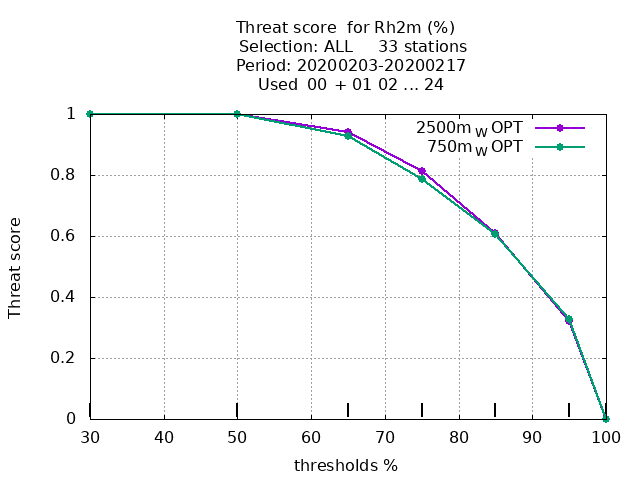 Threat score  for Rh2m (%)
Selection: ALL     33 stations
Period: 20200203-20200217
Used  00 + 01 02 ... 24
2500m W OPT
750m W OPT
1
0.8
0.6
0.4
0.2
0
Threat score
30 40 50 60 70 80 90 100
thresholds %